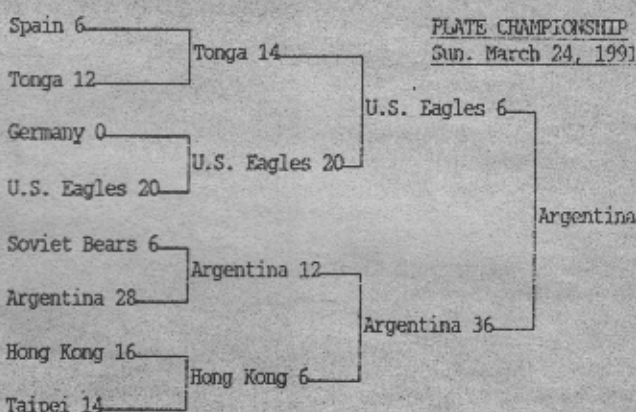 PLATE CHAMPIONSHIP
Sun. March 24, 1991
Spain 6
Tonga 14
Tonga 12
U.S. Eagles 6
Germany 0
U.S. Eagles 20
U.S. Eagles 20
Argentina
Soviet Bears 6
Argentina 12
Argentina 28
Argentina 36
Hong Kong 16
Hong Kong 6
Taipei 14